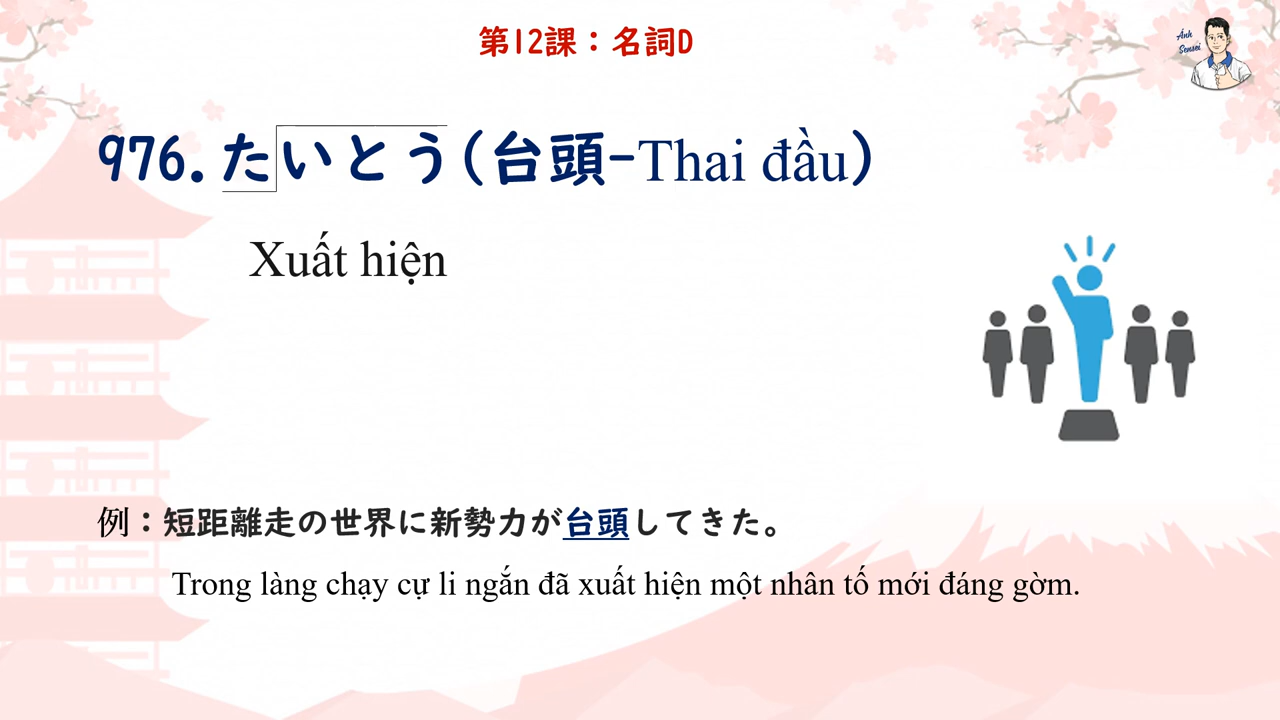 第12課：名詞D
Anh
Sensei
976.たいとう(台頭-Thai đầu)
Xuất hiện
例：短距離走の世界に新勢力が台頭してきた。
Trong làng chạy cự li ngắn đã xuất hiện một nhân tố mới đáng gờm.